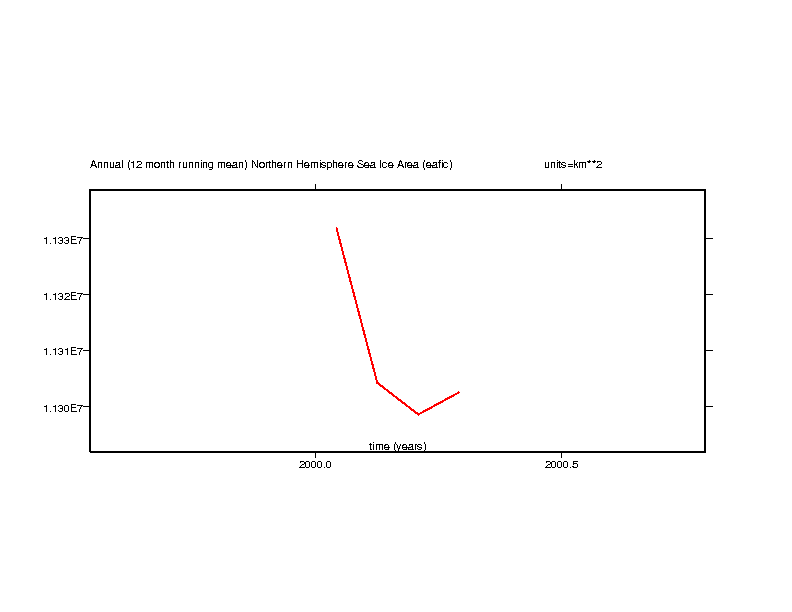 Annual (12 month running mean) Northern Hemisphere Sea Ice Area (eafic) units=km**2
1.133E7
1.132E7
1.131E7
1.130E7
time (years)
2000.0 2000.5